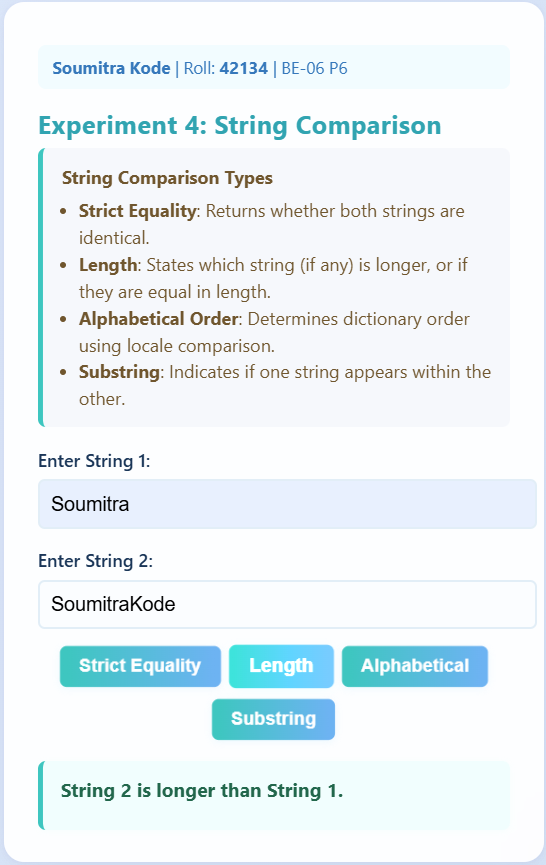 Soumitra Kode | Roll: 42134 | BE-06 P6
Experiment 4: String Comparison
String Comparison Types
• Strict Equality: Returns whether both strings are
identical.
• Length: States which string (if any) is longer, or if
they are equal in length.
• Alphabetical Order: Determines dictionary order
using locale comparison.
• Substring: Indicates if one string appears within the
other.
Enter String 1:
Soumitra
Enter String 2:
SoumitraKode
Strict Equality Length Alphabetical
Substring
String 2 is longer than String 1.